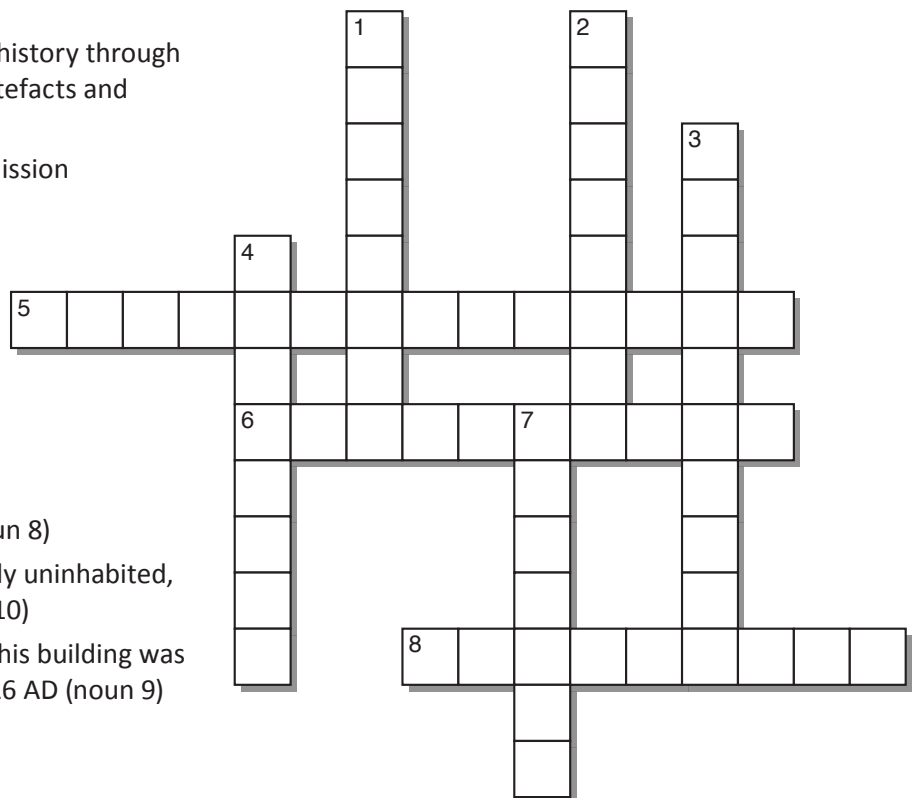 history through
tefacts and
ission
un 8)
ly uninhabited,
10)
his building was
26 AD (noun 9)
1
2
3
4
5
6
7
8